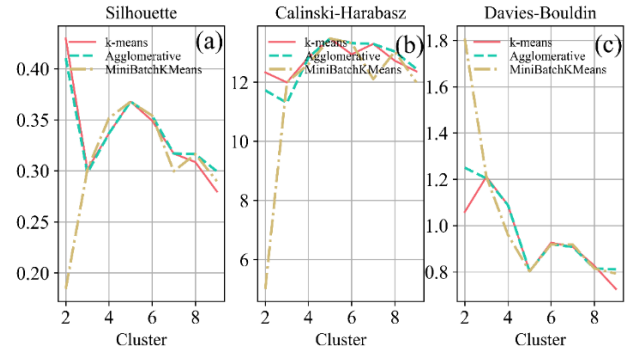 Silhouette
(a)
k-means
Agglomerative
MiniBatchKMeans
0.40
0.35
0.30
0.25
0.20
2 4 6 8
Cluster
Calinski-Harabasz
(b)
k-means
Agglomerative
MiniBatchKMeans
12
10
8
6
2 4 6 8
Cluster
Davies-Bouldin
(c)
k-means
Agglomerative
MiniBatchKMeans
1.8
1.6
1.4
1.2
1.0
0.8
2 4 6 8
Cluster